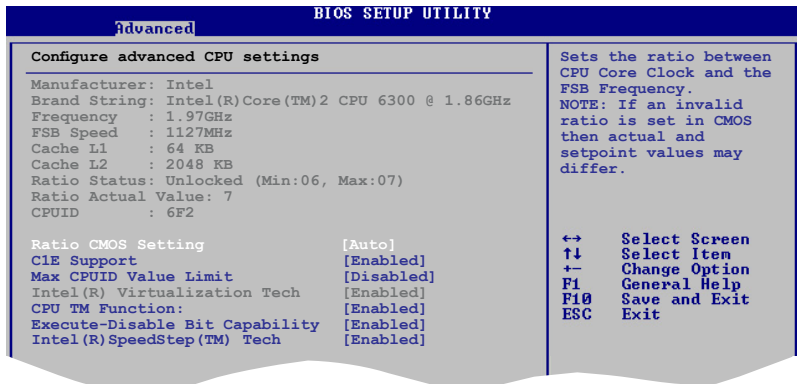 BIOS SETUP UTILITY
Advanced
Configure advanced CPU settings
Manufacturer: Intel
Brand String: Intel(R)Core(TM)2 CPU 6300 @ 1.86GHz
Frequency : 1.97GHz
FSB Speed : 1127MHz
Cache L1 : 64 KB
Cache L2 : 2048 KB
Ratio Status: Unlocked (Min:06, Max:07)
Ratio Actual Value: 7
CPUID : 6F2
Ratio CMOS Setting [Auto]
C1E Support [Enabled]
Max CPUID Value Limit [Disabled]
Intel(R) Virtualization Tech [Enabled]
CPU TM Function: [Enabled]
Execute-Disable Bit Capability [Enabled]
Intel(R)SpeedStep(TM) Tech [Enabled]
Sets the ratio between
CPU Core Clock and the
FSB Frequency.
NOTE: If an invalid
ratio is set in CMOS
then actual and
setpoint values may
differ.
←→ Select Screen
↑↓ Select Item
+- Change Option
F1 General Help
F10 Save and Exit
ESC Exit